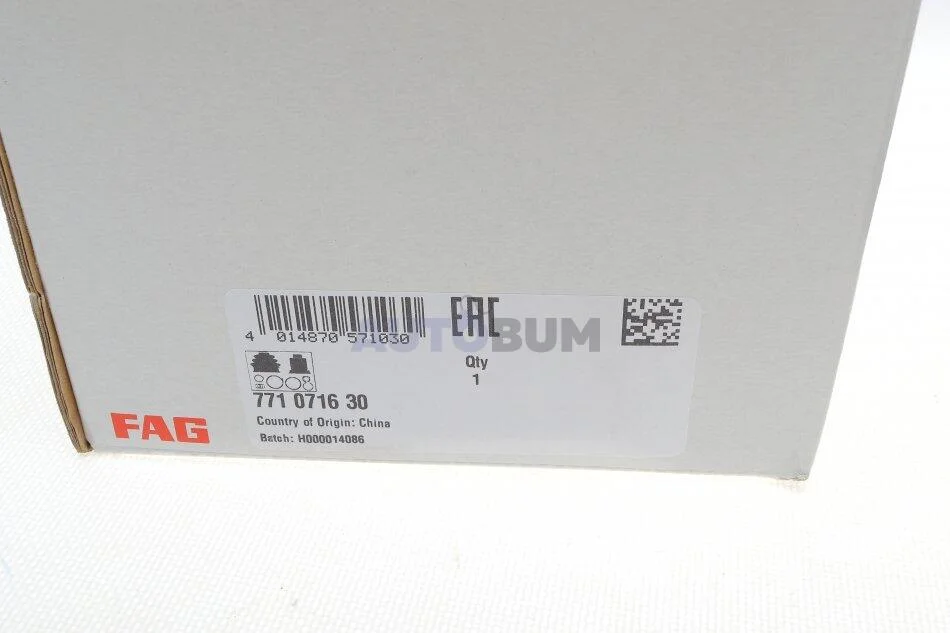 4 014870 571030
EAC
AUTOBUM
Qty
1
771 0716 30
Country of Origin: China
Batch: H000014086
FAG